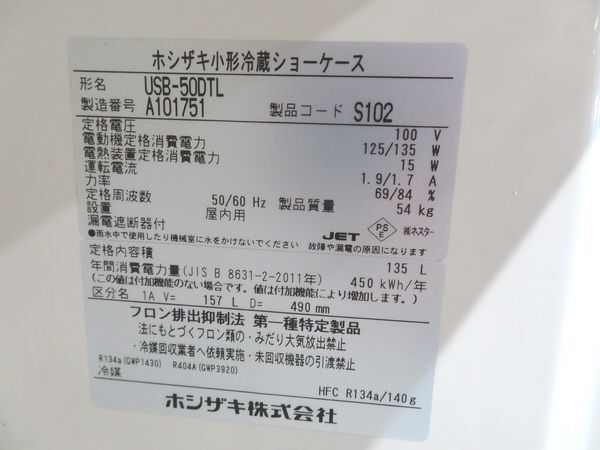 ホシザキ小形冷蔵ショーケース
形名 USB-50DTL
製造番号 A101751 製品コード S102
定格電圧 100 V
電動機定格消費電力 125/135 W
電熱装置定格消費電力 15 W
運転電流 1.9/1.7 A
力率 69/84 %
定格周波数 50/60 Hz 製品質量 54 kg
設置 屋内用
漏電遮断器付 JET PSE ㈱ネスター
●雨水中で使用したり機械室に水をかけないでください 故障や漏電の原因になります
定格内容積 135 L
年間消費電力量(JIS B 8631-2-2011年) 450 kWh/年
(この値は付加機能のない場合です。値は付加機能により増加します。)
区分名 1A V= 157 L D= 490 mm
フロン排出抑制法 第一種特定製品
法にもとづくフロン類の・みだり大気放出禁止
・冷媒回収業者へ依頼実施・未回収機器の引渡禁止
R134a(GWP1430) R404A(GWP3920)
冷媒 HFC R134a/140g
ホシザキ株式会社